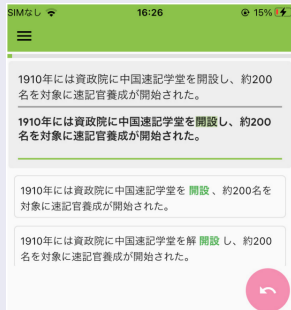 SIMなし 16:26 15%
1910年には資政院に中国速記学堂を開設し、約200
名を対象に速記官養成が開始された。
1910年には資政院に中国速記学堂を開設し、約200
名を対象に速記官養成が開始された。
1910年には資政院に中国速記学堂を 開設 、約200名を
対象に速記官養成が開始された。
1910年には資政院に中国速記学堂を解 開設 し、約200
名を対象に速記官養成が開始された。